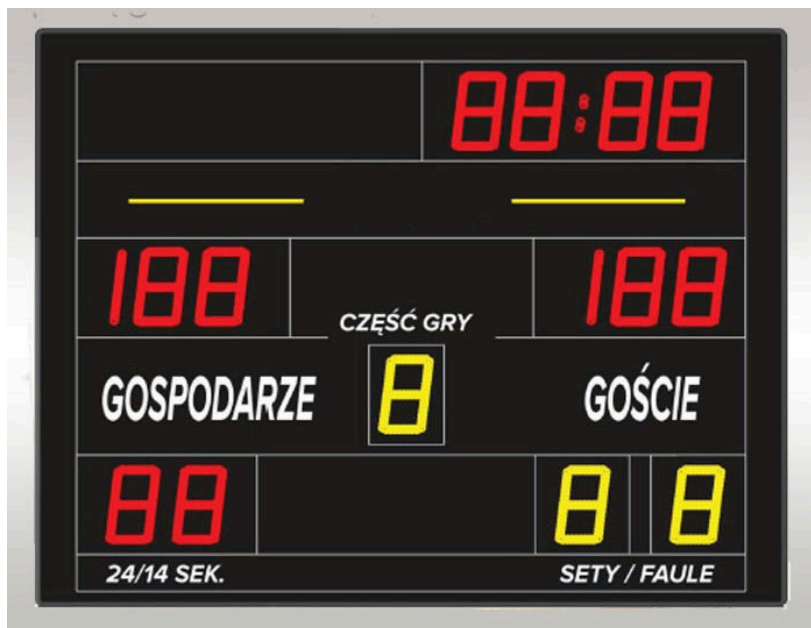 88:88
188 188
CZĘŚĆ GRY
GOSPODARZE 8 GOŚCIE
88 8 8
24/14 SEK. SETY / FAULE